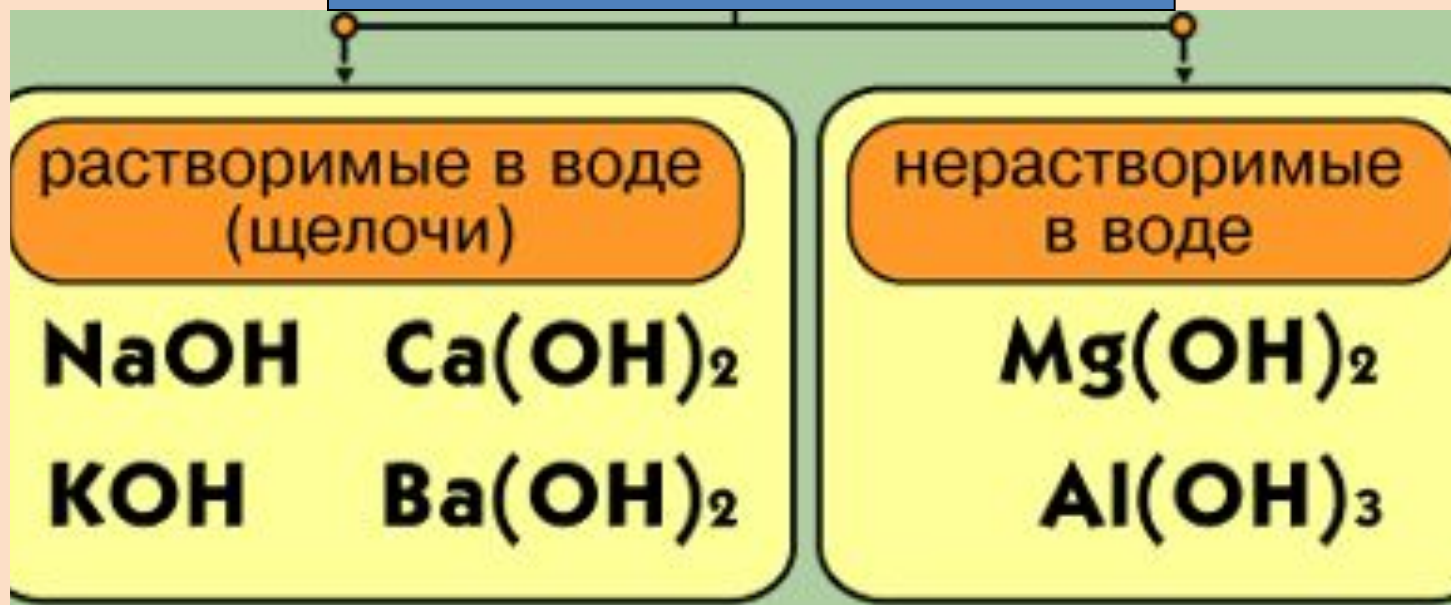 растворимые в воде
(щелочи)
NaOH Ca(OH)₂
KOH Ba(OH)₂
нерастворимые
в воде
Mg(OH)₂
Al(OH)₃